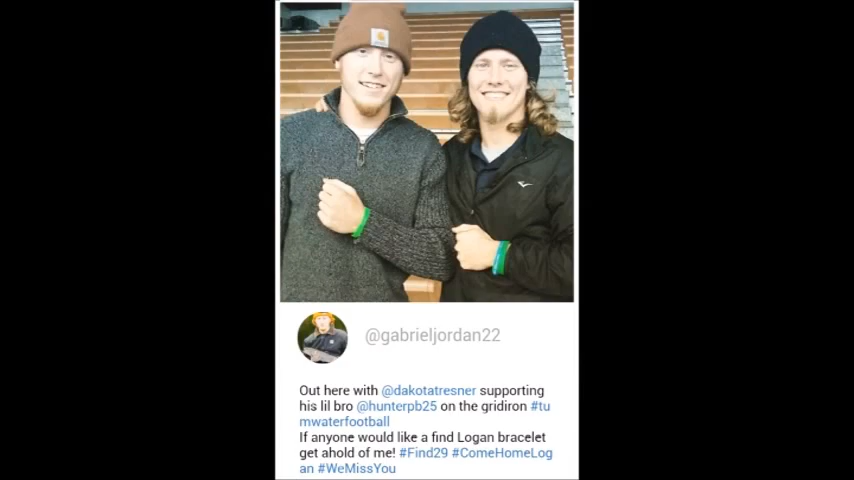 @gabrieljordan22
Out here with @dakotatresner supporting
his lil bro @hunterpb25 on the gridiron #tu
mwaterfootball
If anyone would like a find Logan bracelet
get ahold of me! #Find29 #ComeHomeLog
an #WeMissYou